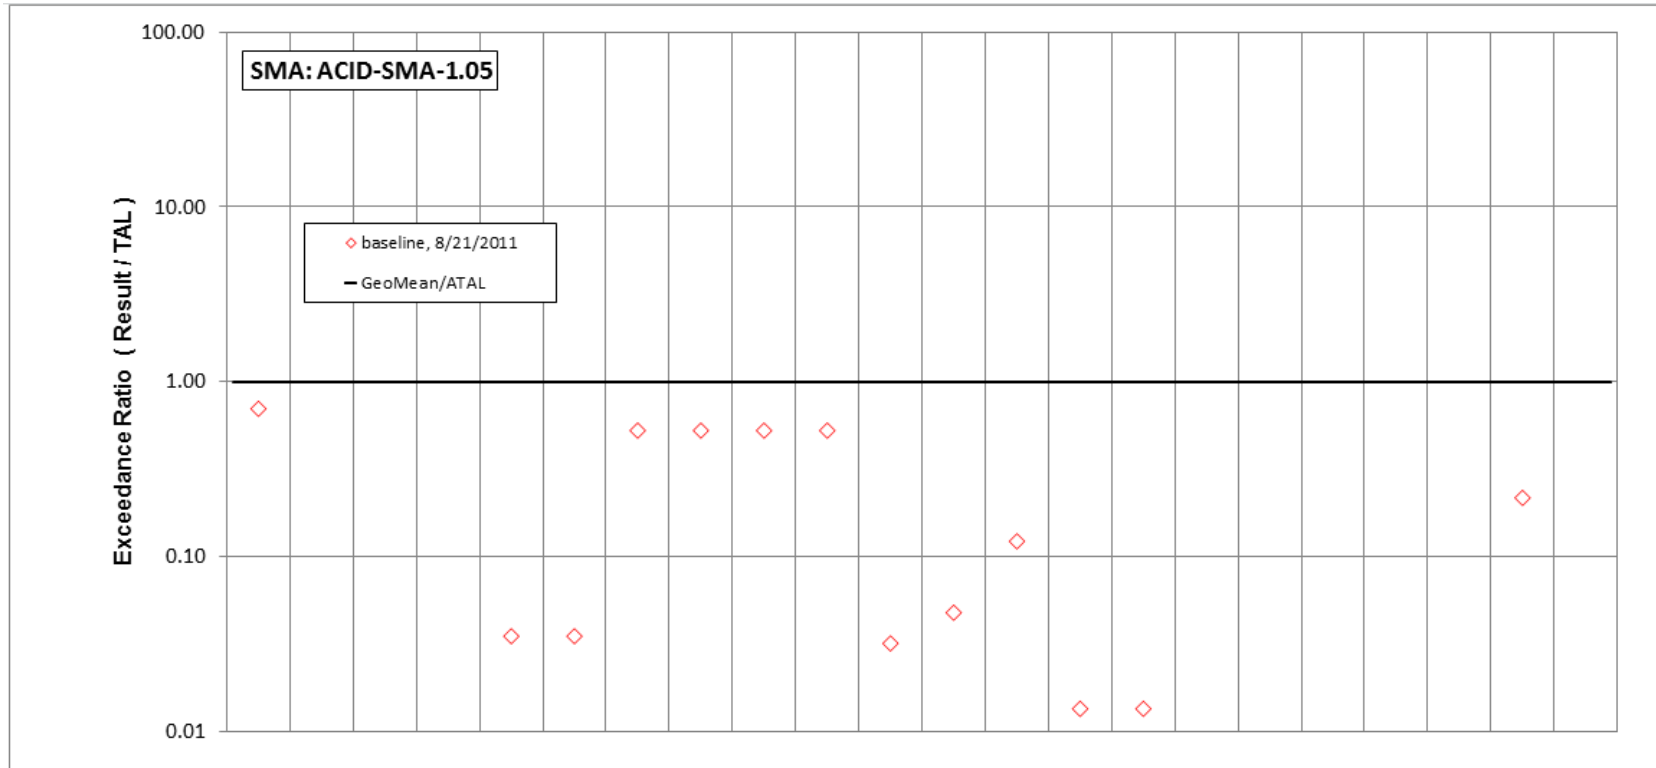 100.00
SMA: ACID-SMA-1.05
10.00
baseline, 8/21/2011
GeoMean/ATAL
1.00
0.10
0.01
Exceedance Ratio ( Result / TAL )